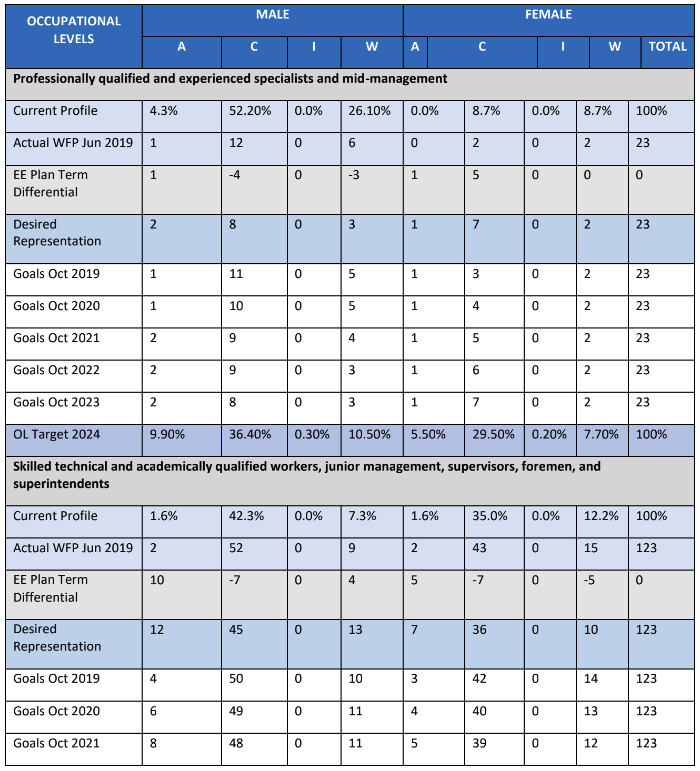 OCCUPATIONAL LEVELS MALE FEMALE
A C I W A C I W TOTAL
Professionally qualified and experienced specialists and mid-management
Current Profile 4.3% 52.20% 0.0% 26.10% 0.0% 8.7% 0.0% 8.7% 100%
Actual WFP Jun 2019 1 12 0 6 0 2 0 2 23
EE Plan Term Differential 1 -4 0 -3 1 5 0 0 0
Desired Representation 2 8 0 3 1 7 0 2 23
Goals Oct 2019 1 11 0 5 1 3 0 2 23
Goals Oct 2020 1 10 0 5 1 4 0 2 23
Goals Oct 2021 2 9 0 4 1 5 0 2 23
Goals Oct 2022 2 9 0 3 1 6 0 2 23
Goals Oct 2023 2 8 0 3 1 7 0 2 23
OL Target 2024 9.90% 36.40% 0.30% 10.50% 5.50% 29.50% 0.20% 7.70% 100%
Skilled technical and academically qualified workers, junior management, supervisors, foremen, and
superintendents
Current Profile 1.6% 42.3% 0.0% 7.3% 1.6% 35.0% 0.0% 12.2% 100%
Actual WFP Jun 2019 2 52 0 9 2 43 0 15 123
EE Plan Term Differential 10 -7 0 4 5 -7 0 -5 0
Desired Representation 12 45 0 13 7 36 0 10 123
Goals Oct 2019 4 50 0 10 3 42 0 14 123
Goals Oct 2020 6 49 0 11 4 40 0 13 123
Goals Oct 2021 8 48 0 11 5 39 0 12 123